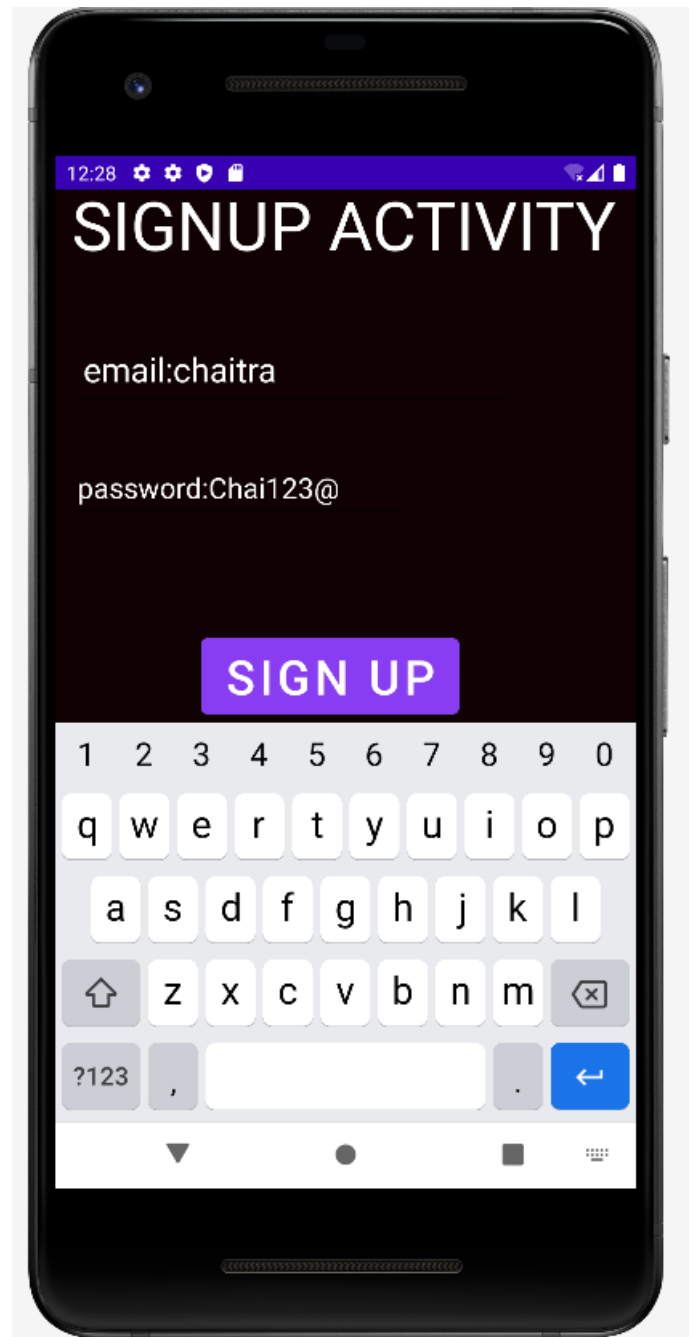 12:28
SIGNUP ACTIVITY
email:chaitra
password:Chai123@
SIGN UP
1 2 3 4 5 6 7 8 9 0
q w e r t y u i o p
a s d f g h j k l
z x c v b n m
?123 , .